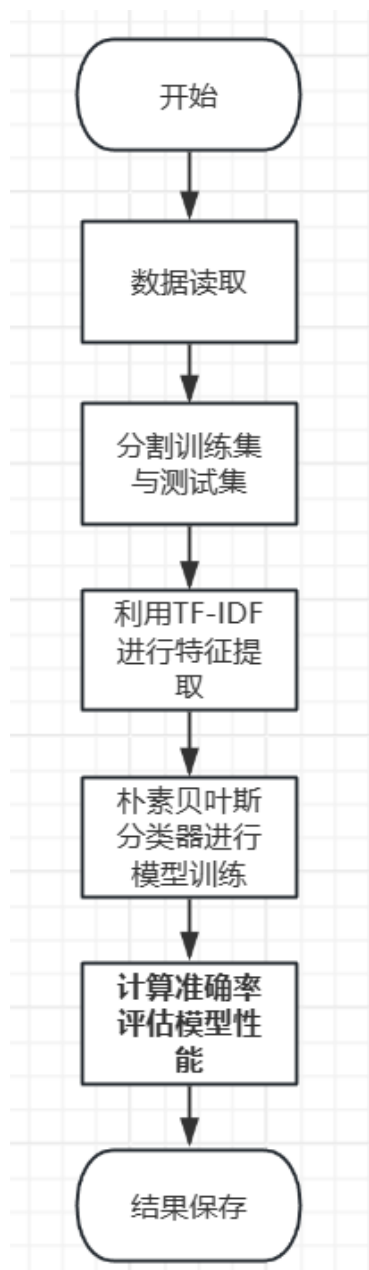 开始
数据读取
分割训练集
与测试集
利用TF-IDF
进行特征提
取
朴素贝叶斯
分类器进行
模型训练
计算准确率
评估模型性
能
结果保存